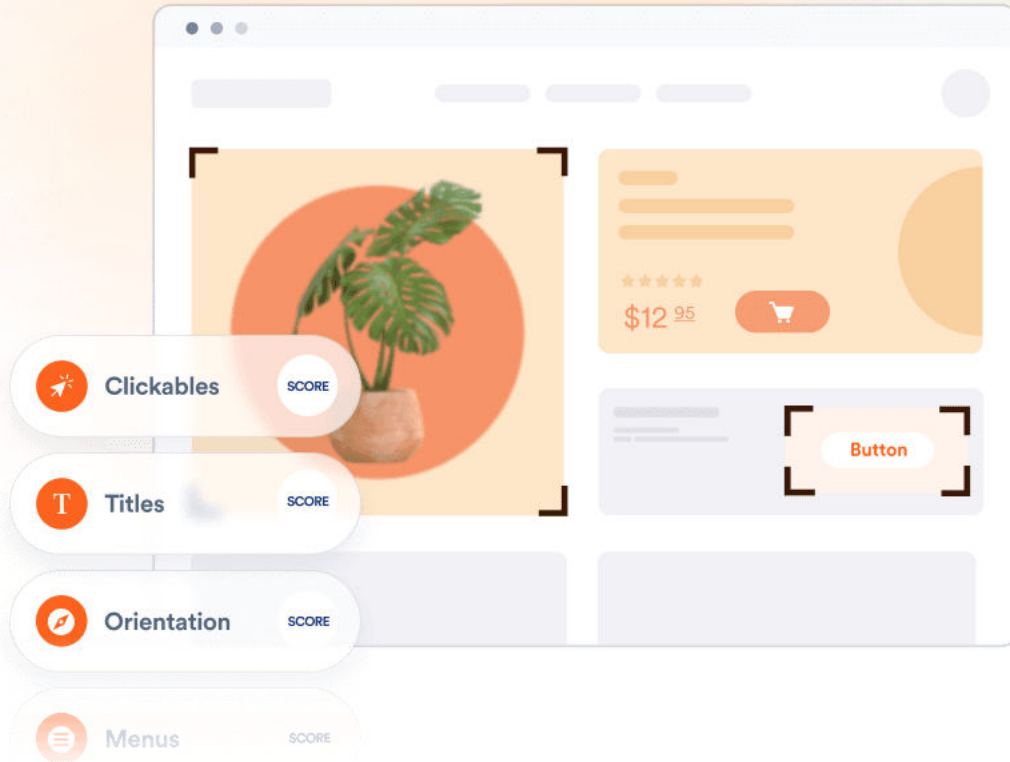 $12 95
Button
Clickables SCORE
T Titles SCORE
Orientation SCORE
Menus SCORE